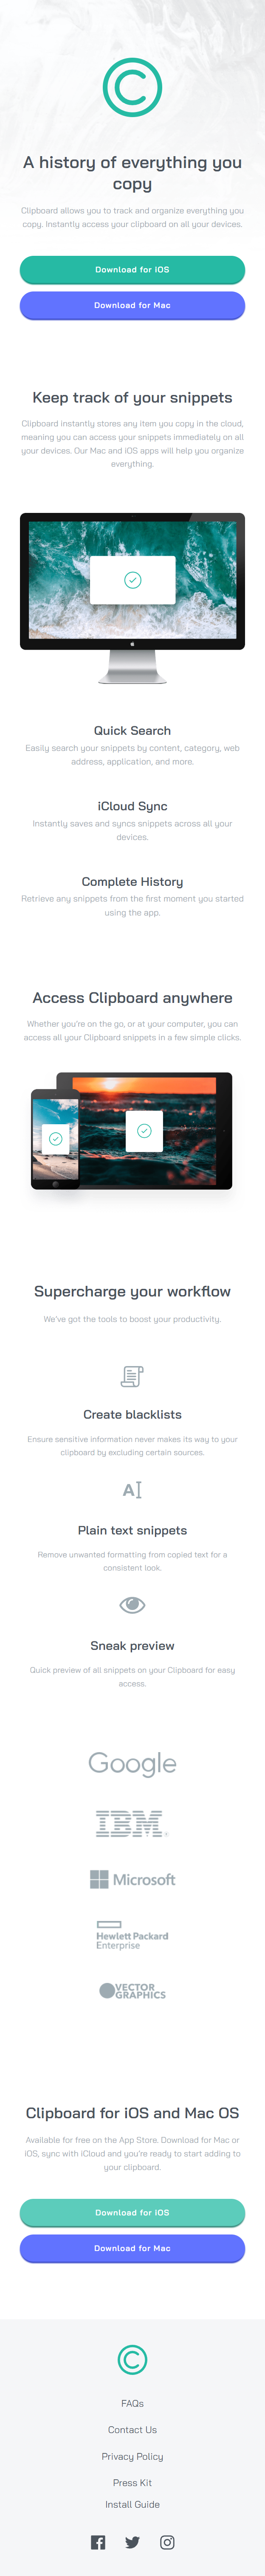 A history of everything you
copy
Clipboard allows you to track and organize everything you
copy. Instantly access your clipboard on all your devices.
Download for iOS
Download for Mac
Keep track of your snippets
Clipboard instantly stores any item you copy in the cloud,
meaning you can access your snippets immediately on all
your devices. Our Mac and iOS apps will help you organize
everything.
Quick Search
Easily search your snippets by content, category, web
address, application, and more.
iCloud Sync
Instantly saves and syncs snippets across all your
devices.
Complete History
Retrieve any snippets from the first moment you started
using the app.
Access Clipboard anywhere
Whether you're on the go, or at your computer, you can
access all your Clipboard snippets in a few simple clicks.
Supercharge your workflow
We've got the tools to boost your productivity.
Create blacklists
Ensure sensitive information never makes its way to your
clipboard by excluding certain sources.
A
Plain text snippets
Remove unwanted formatting from copied text for a
consistent look.
Sneak preview
Quick preview of all snippets on your Clipboard for easy
access.
Google
IBM®
Microsoft
Hewlett Packard
Enterprise
VECTOR
GRAPHICS
Clipboard for iOS and Mac OS
Available for free on the App Store. Download for Mac or
iOS, sync with iCloud and you're ready to start adding to
your clipboard.
Download for iOS
Download for Mac
FAQs
Contact Us
Privacy Policy
Press Kit
Install Guide